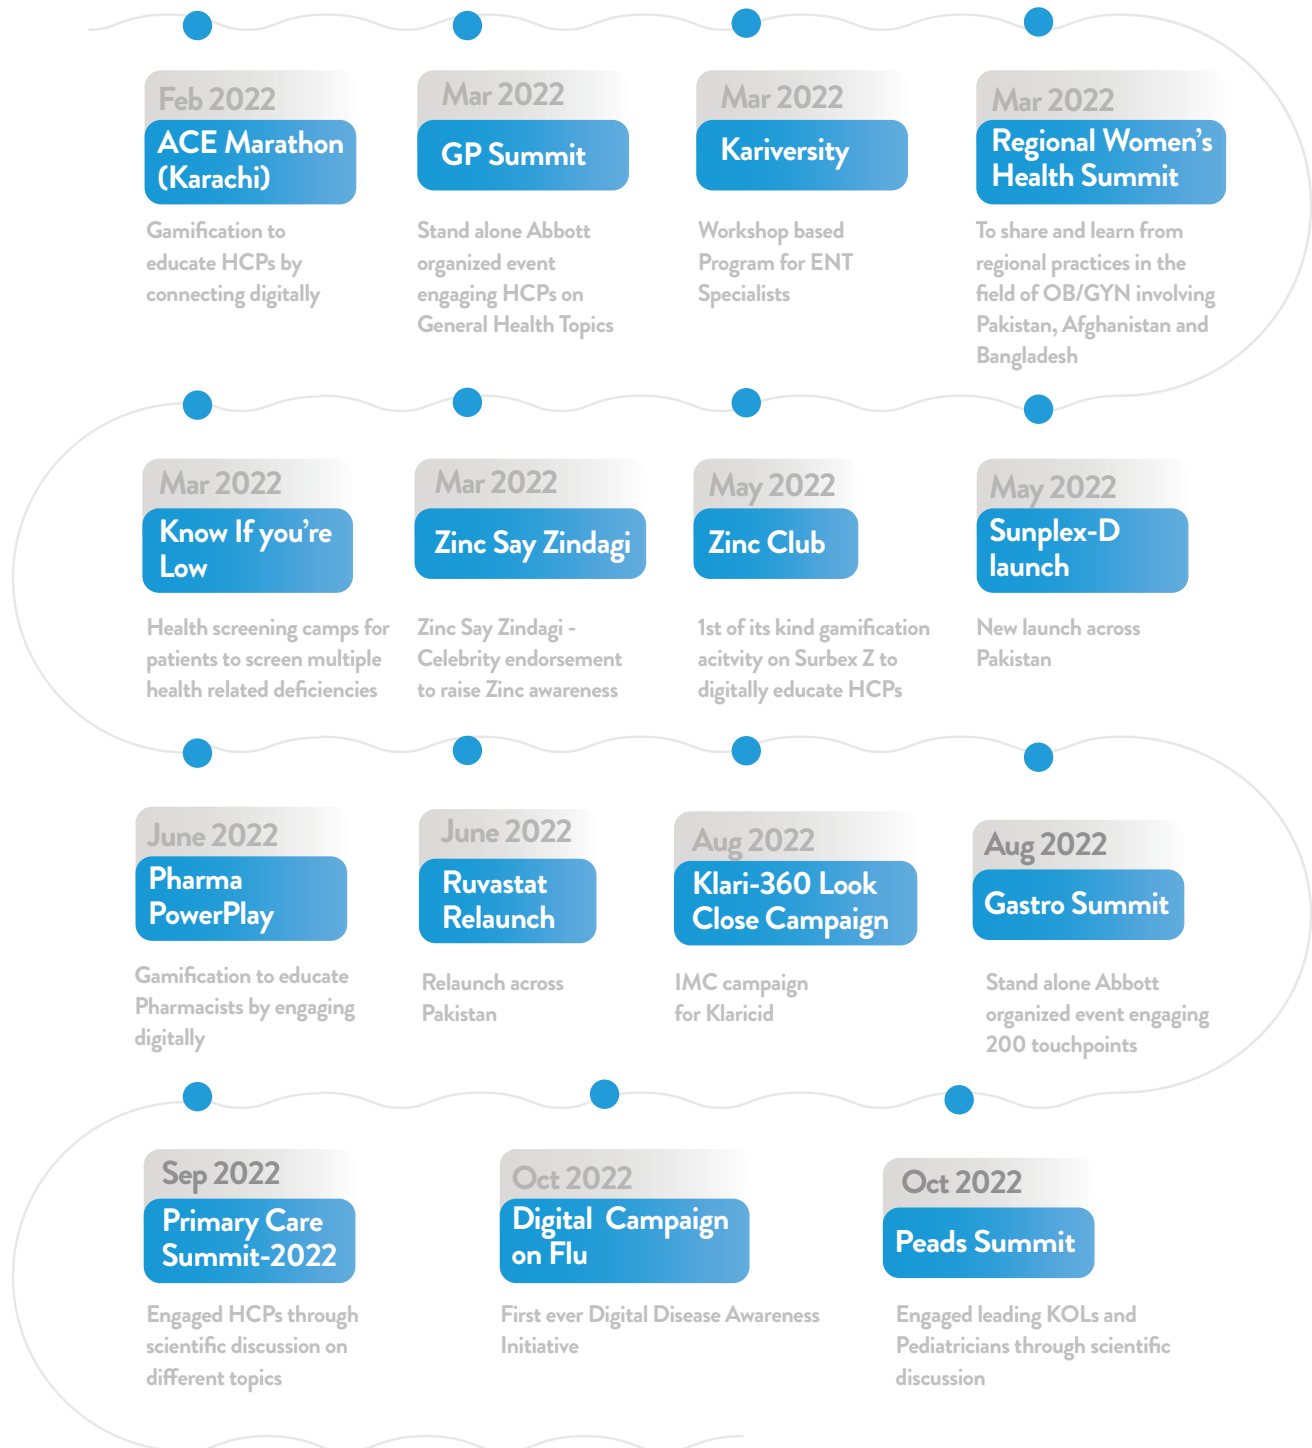 Feb 2022
ACE Marathon
(Karachi)
Gamification to
educate HCPs by
connecting digitally
Mar 2022
GP Summit
Stand alone Abbott
organized event
engaging HCPs on
General Health Topics
Mar 2022
Kariversity
Workshop based
Program for ENT
Specialists
Mar 2022
Regional Women's
Health Summit
To share and learn from
regional practices in the
field of OB/GYN involving
Pakistan, Afghanistan and
Bangladesh
Mar 2022
Know If you're
Low
Health screening camps for
patients to screen multiple
health related deficiencies
Mar 2022
Zinc Say Zindagi
Zinc Say Zindagi -
Celebrity endorsement
to raise Zinc awareness
May 2022
Zinc Club
1st of its kind gamification
acitvity on Surbex Z to
digitally educate HCPs
May 2022
Sunplex-D
launch
New launch across
Pakistan
June 2022
Pharma
PowerPlay
Gamification to educate
Pharmacists by engaging
digitally
June 2022
Ruvastat
Relaunch
Relaunch across
Pakistan
Aug 2022
Klari-360 Look
Close Campaign
IMC campaign
for Klaricid
Aug 2022
Gastro Summit
Stand alone Abbott
organized event engaging
200 touchpoints
Sep 2022
Primary Care
Summit-2022
Engaged HCPs through
scientific discussion on
different topics
Oct 2022
Digital Campaign
on Flu
First ever Digital Disease Awareness
Initiative
Oct 2022
Peads Summit
Engaged leading KOLs and
Pediatricians through scientific
discussion